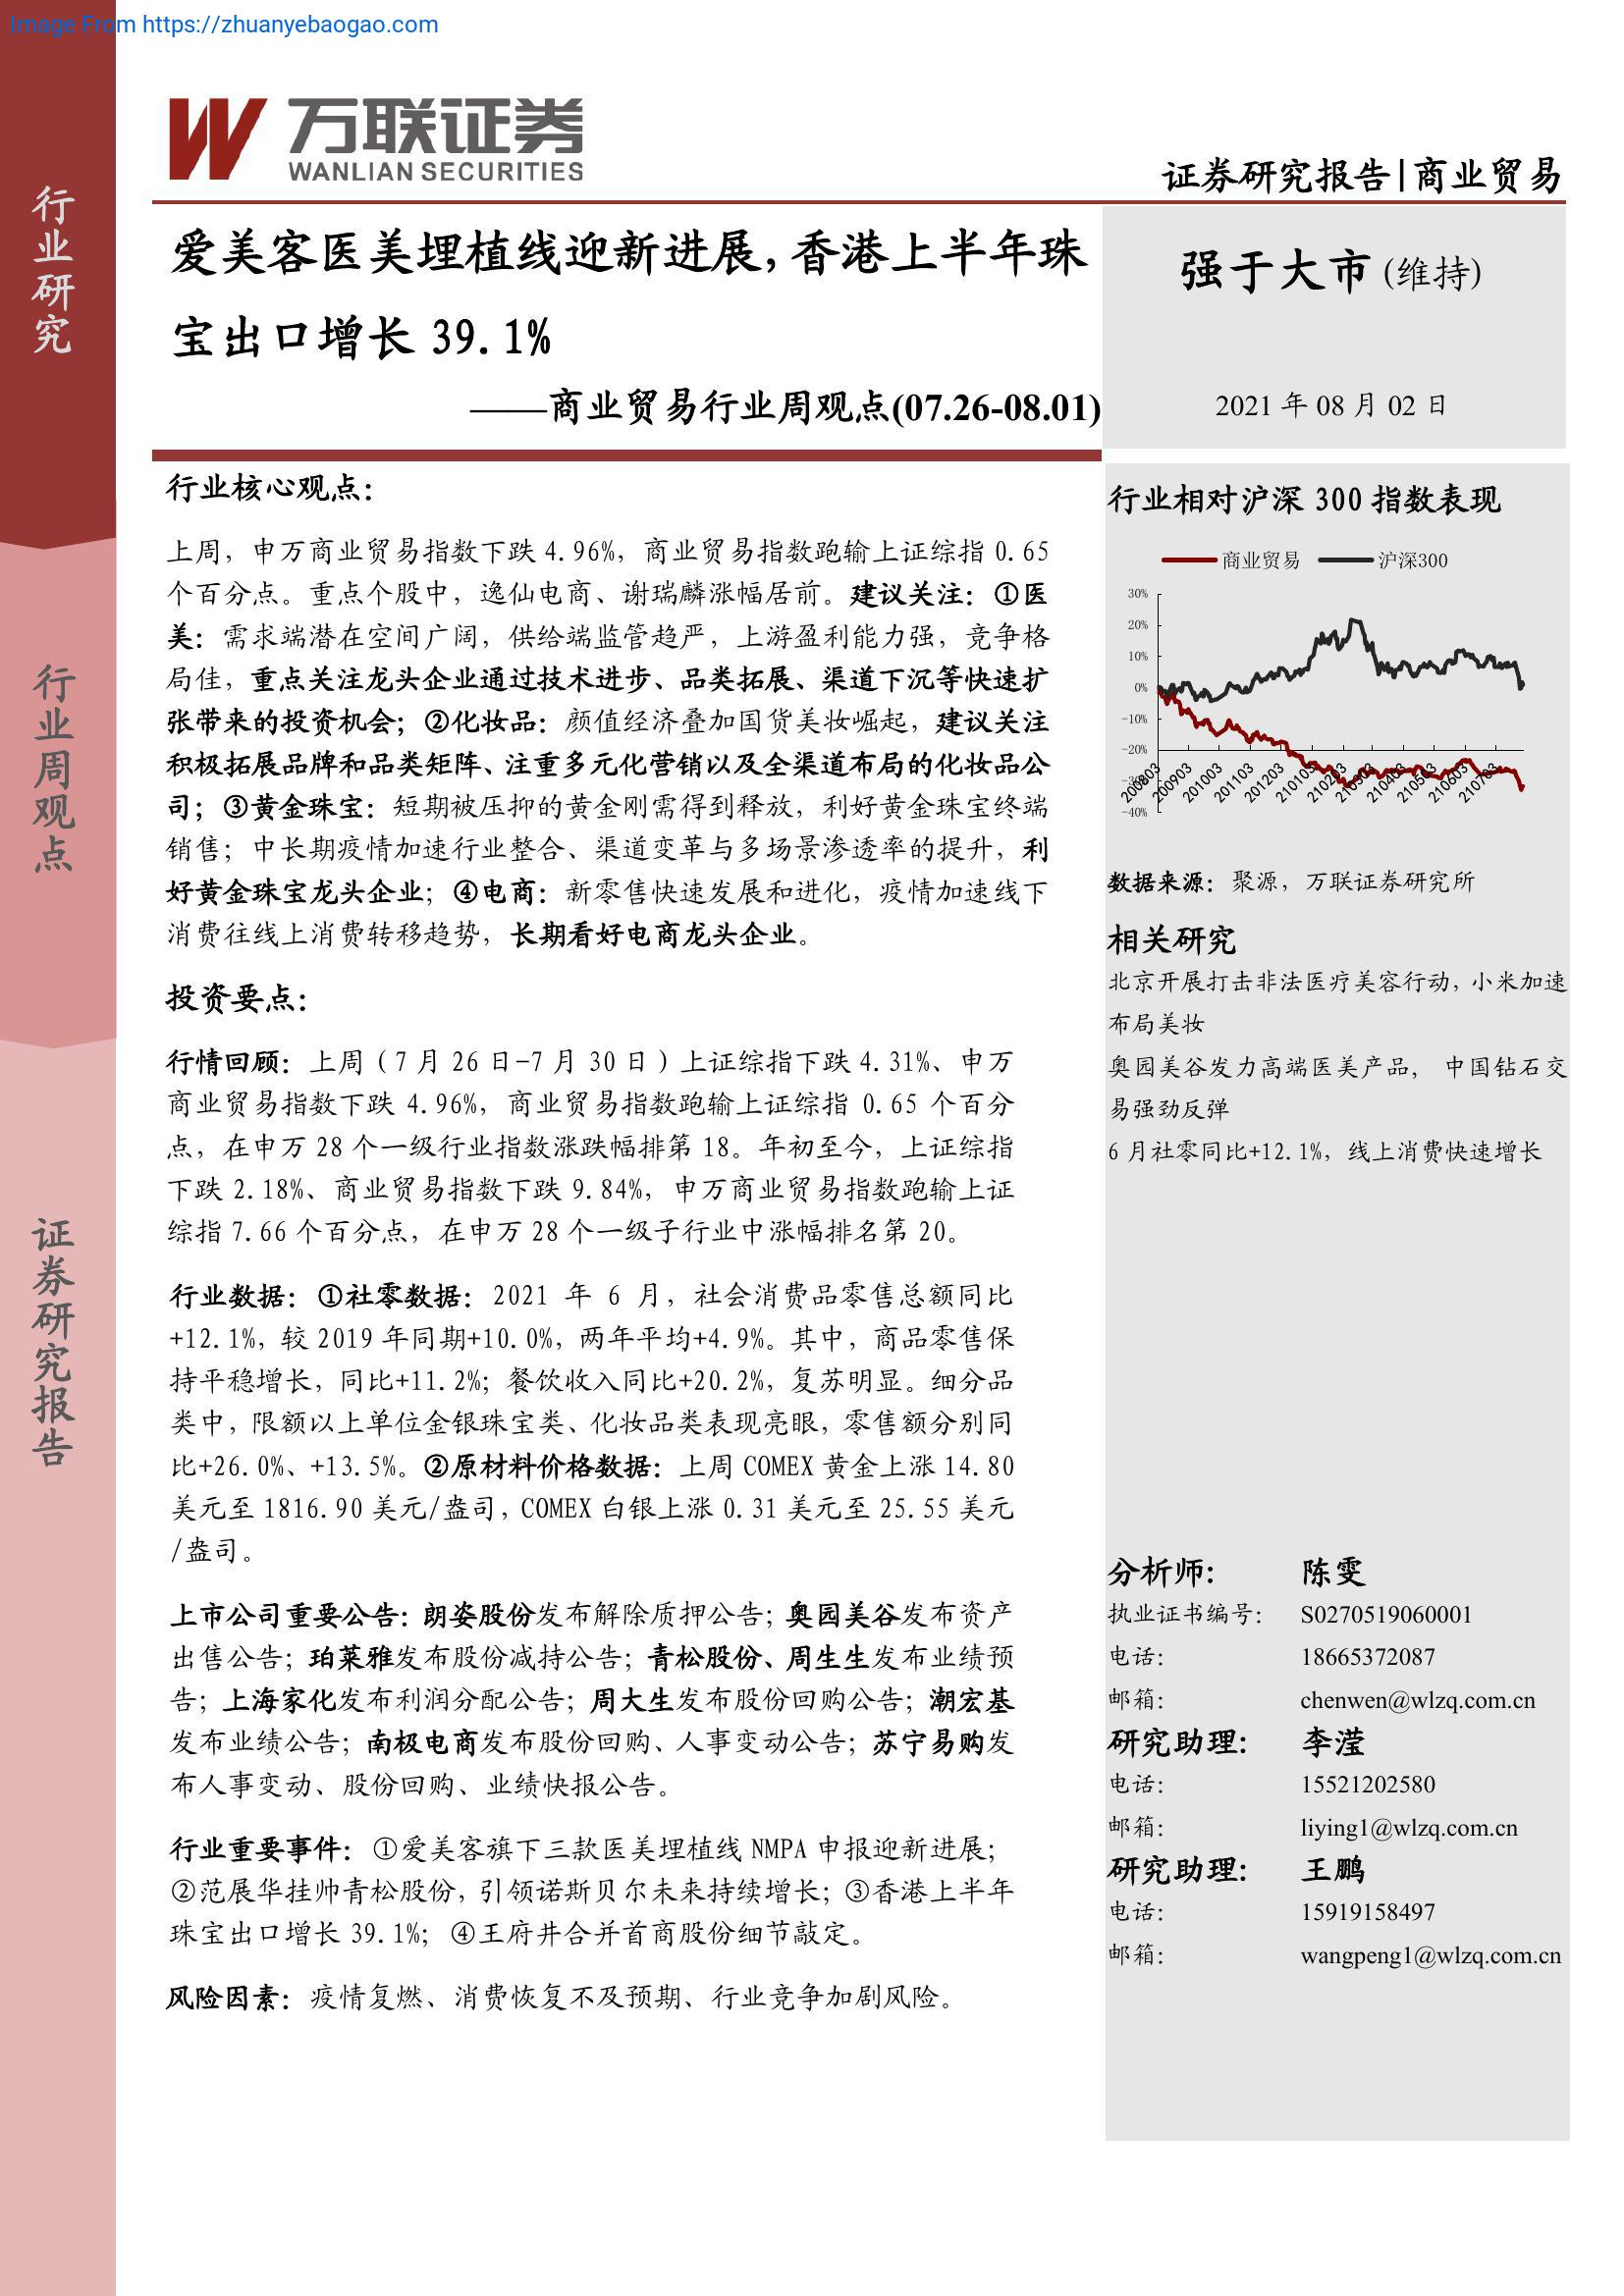 Image From https://zhuanyebaogao.com
万联证券
WANLIAN SECURITIES
证券研究报告|商业贸易
行业研究
行业周观点
证券研究报告
爱美客医美埋植线迎新进展，香港上半年珠
宝出口增长 39.1%
——商业贸易行业周观点(07.26-08.01)
强于大市(维持)
2021 年 08 月 02 日
行业核心观点：
上周，申万商业贸易指数下跌 4.96%，商业贸易指数跑输上证综指 0.65
个百分点。重点个股中，逸仙电商、谢瑞麟涨幅居前。建议关注：①医
美：需求端潜在空间广阔，供给端监管趋严，上游盈利能力强，竞争格
局佳，重点关注龙头企业通过技术进步、品类拓展、渠道下沉等快速扩
张带来的投资机会；②化妆品：颜值经济叠加国货美妆崛起，建议关注
积极拓展品牌和品类矩阵、注重多元化营销以及全渠道布局的化妆品公
司；③黄金珠宝：短期被压抑的黄金刚需得到释放，利好黄金珠宝终端
销售；中长期疫情加速行业整合、渠道变革与多场景渗透率的提升，利
好黄金珠宝龙头企业；④电商：新零售快速发展和进化，疫情加速线下
消费往线上消费转移趋势，长期看好电商龙头企业。
投资要点：
行情回顾：上周（7 月 26 日-7 月 30 日）上证综指下跌 4.31%、申万
商业贸易指数下跌 4.96%，商业贸易指数跑输上证综指 0.65 个百分
点，在申万 28 个一级行业指数涨跌幅排第 18。年初至今，上证综指
下跌 2.18%、商业贸易指数下跌 9.84%，申万商业贸易指数跑输上证
综指 7.66 个百分点，在申万 28 个一级子行业中涨幅排名第 20。
行业数据：①社零数据：2021 年 6 月，社会消费品零售总额同比
+12.1%，较 2019 年同期+10.0%，两年平均+4.9%。其中，商品零售保
持平稳增长，同比+11.2%；餐饮收入同比+20.2%，复苏明显。细分品
类中，限额以上单位金银珠宝类、化妆品类表现亮眼，零售额分别同
比+26.0%、+13.5%。②原材料价格数据：上周 COMEX 黄金上涨 14.80
美元至 1816.90 美元/盎司，COMEX 白银上涨 0.31 美元至 25.55 美元
/盎司。
上市公司重要公告：朗姿股份发布解除质押公告；奥园美谷发布资产
出售公告；珀莱雅发布股份减持公告；青松股份、周生生发布业绩预
告；上海家化发布利润分配公告；周大生发布股份回购公告；潮宏基
发布业绩公告；南极电商发布股份回购、人事变动公告；苏宁易购发
布人事变动、股份回购、业绩快报公告。
行业重要事件：①爱美客旗下三款医美埋植线 NMPA 申报迎新进展；
②范展华挂帅青松股份，引领诺斯贝尔未来持续增长；③香港上半年
珠宝出口增长 39.1%；④王府井合并首商股份细节敲定。
风险因素：疫情复燃、消费恢复不及预期、行业竞争加剧风险。
行业相对沪深 300 指数表现
商业贸易 沪深300
30%
20%
10%
0%
-10%
-20%
-30%
-40%
200803 200903 201003 201103 201203 210103 210203 210303 210403 210503 210603 210703
数据来源：聚源，万联证券研究所
相关研究
北京开展打击非法医疗美容行动，小米加速
布局美妆
奥园美谷发力高端医美产品， 中国钻石交
易强劲反弹
6 月社零同比+12.1%，线上消费快速增长
分析师： 陈雯
执业证书编号： S0270519060001
电话： 18665372087
邮箱： chenwen@wlzq.com.cn
研究助理： 李滢
电话： 15521202580
邮箱： liying1@wlzq.com.cn
研究助理： 王鹏
电话： 15919158497
邮箱： wangpeng1@wlzq.com.cn